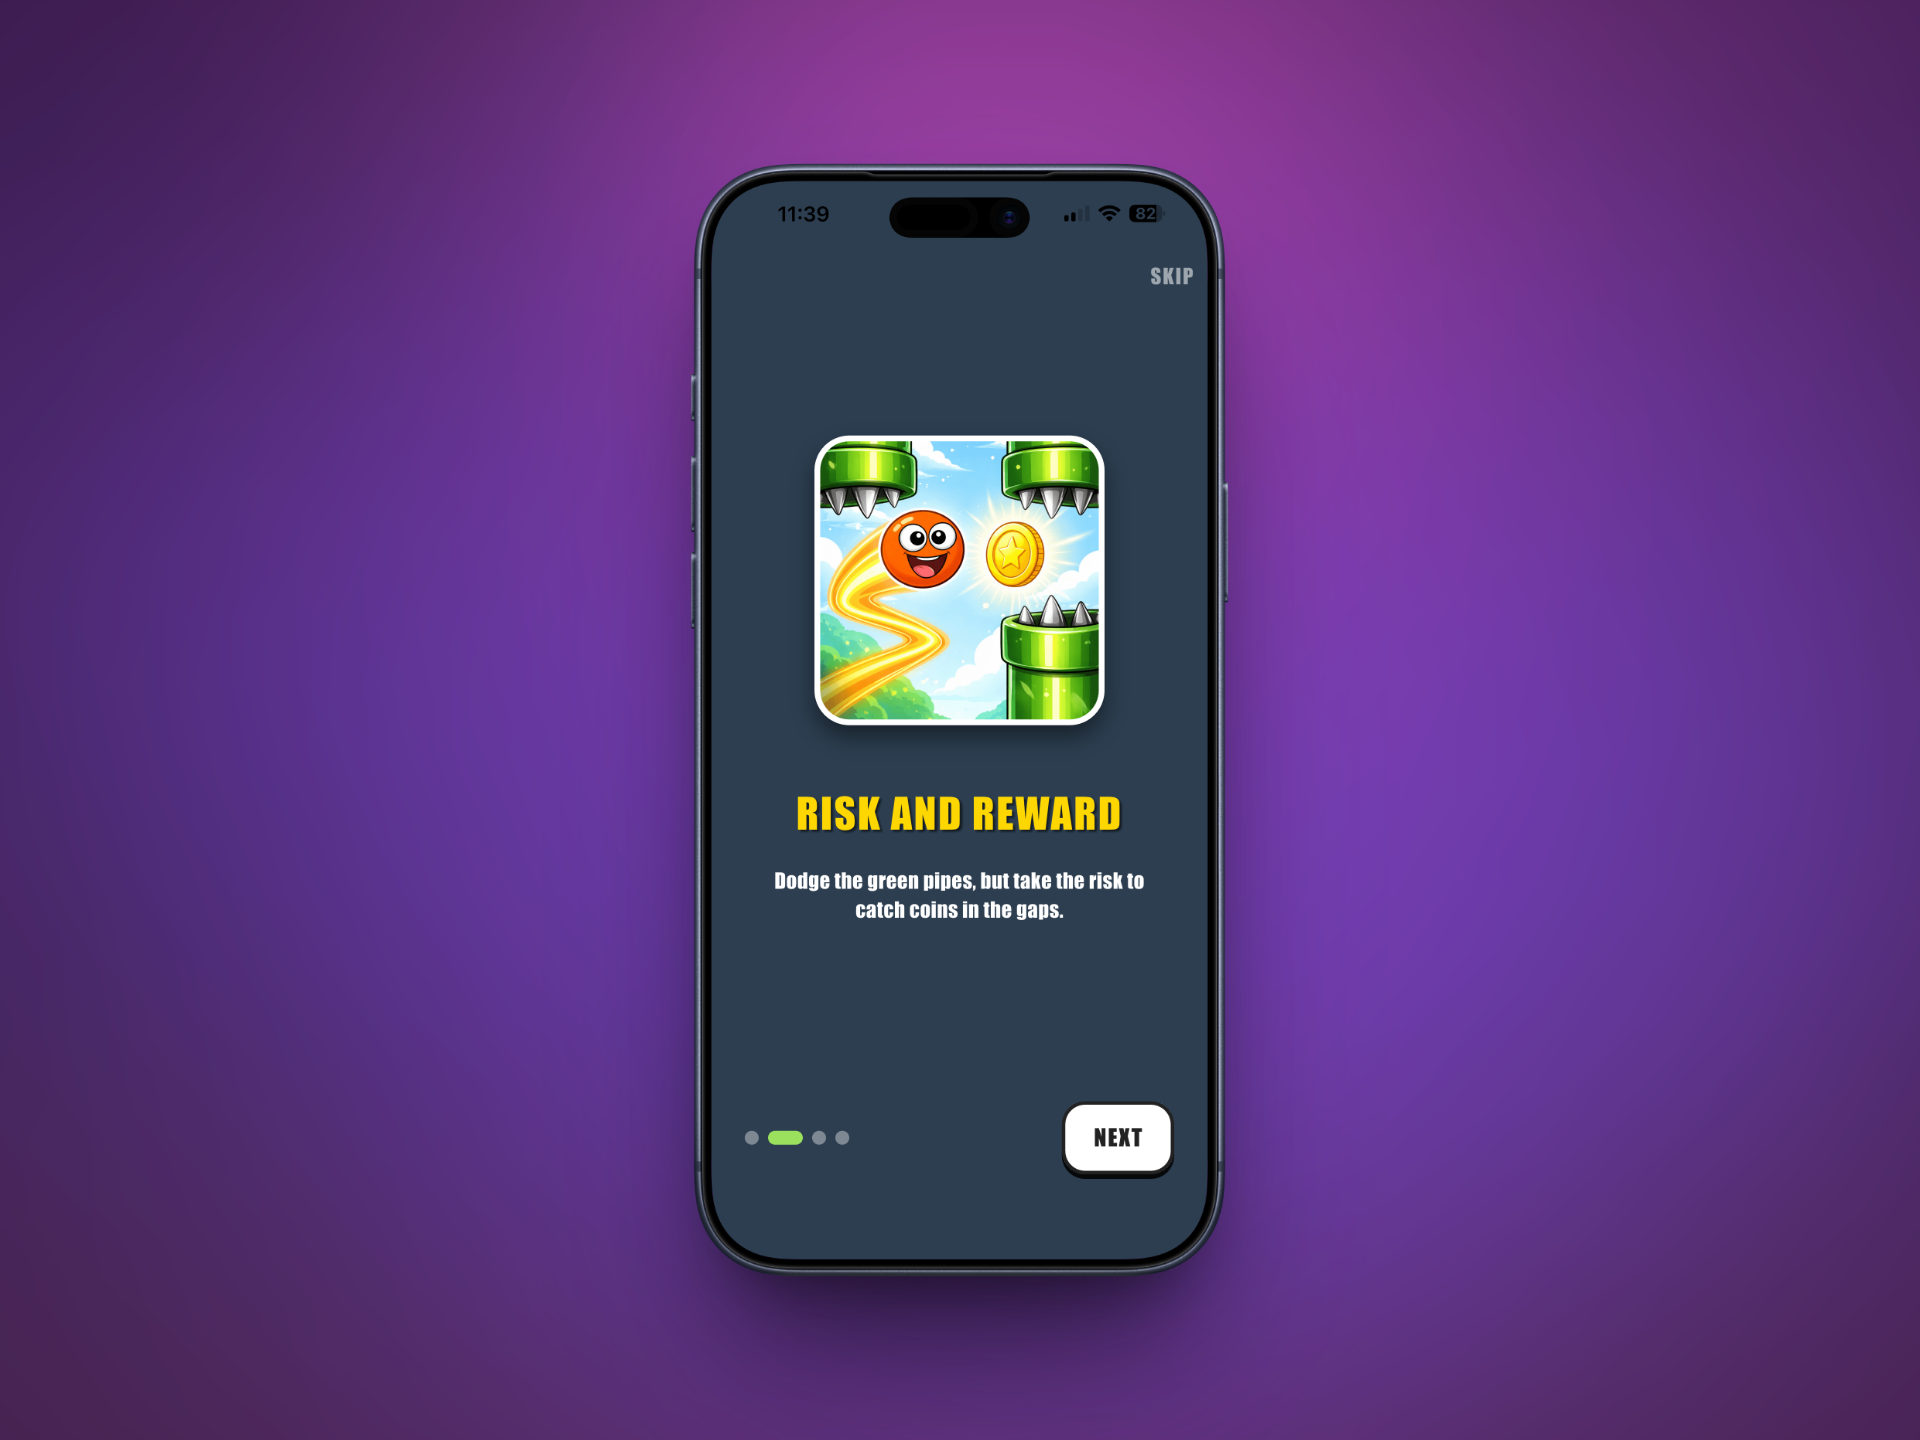 11:39
82
SKIP
RISK AND REWARD
Dodge the green pipes, but take the risk to
catch coins in the gaps.
NEXT